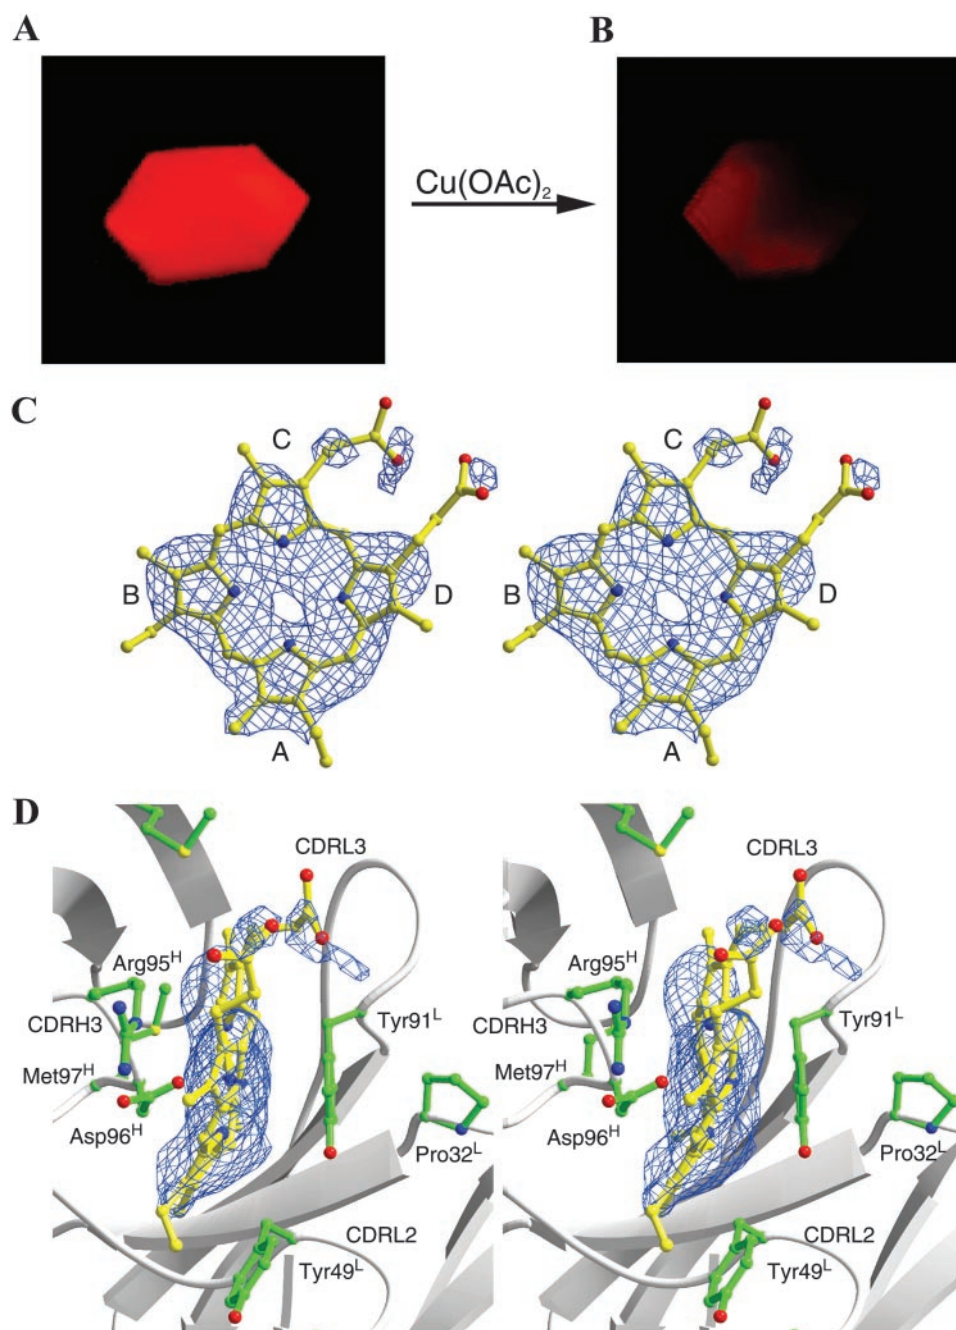 A
B
Cu(OAc)₂
C
C
C
B
D
B
D
A
A
D
CDRL3
CDRL3
Arg95ᴴ
Arg95ᴴ
CDRH3
Tyr91ᴸ
CDRH3
Tyr91ᴸ
Met97ᴴ
Met97ᴴ
Asp96ᴴ
Pro32ᴸ
Asp96ᴴ
Pro32ᴸ
CDRL2
CDRL2
Tyr49ᴸ
Tyr49ᴸ